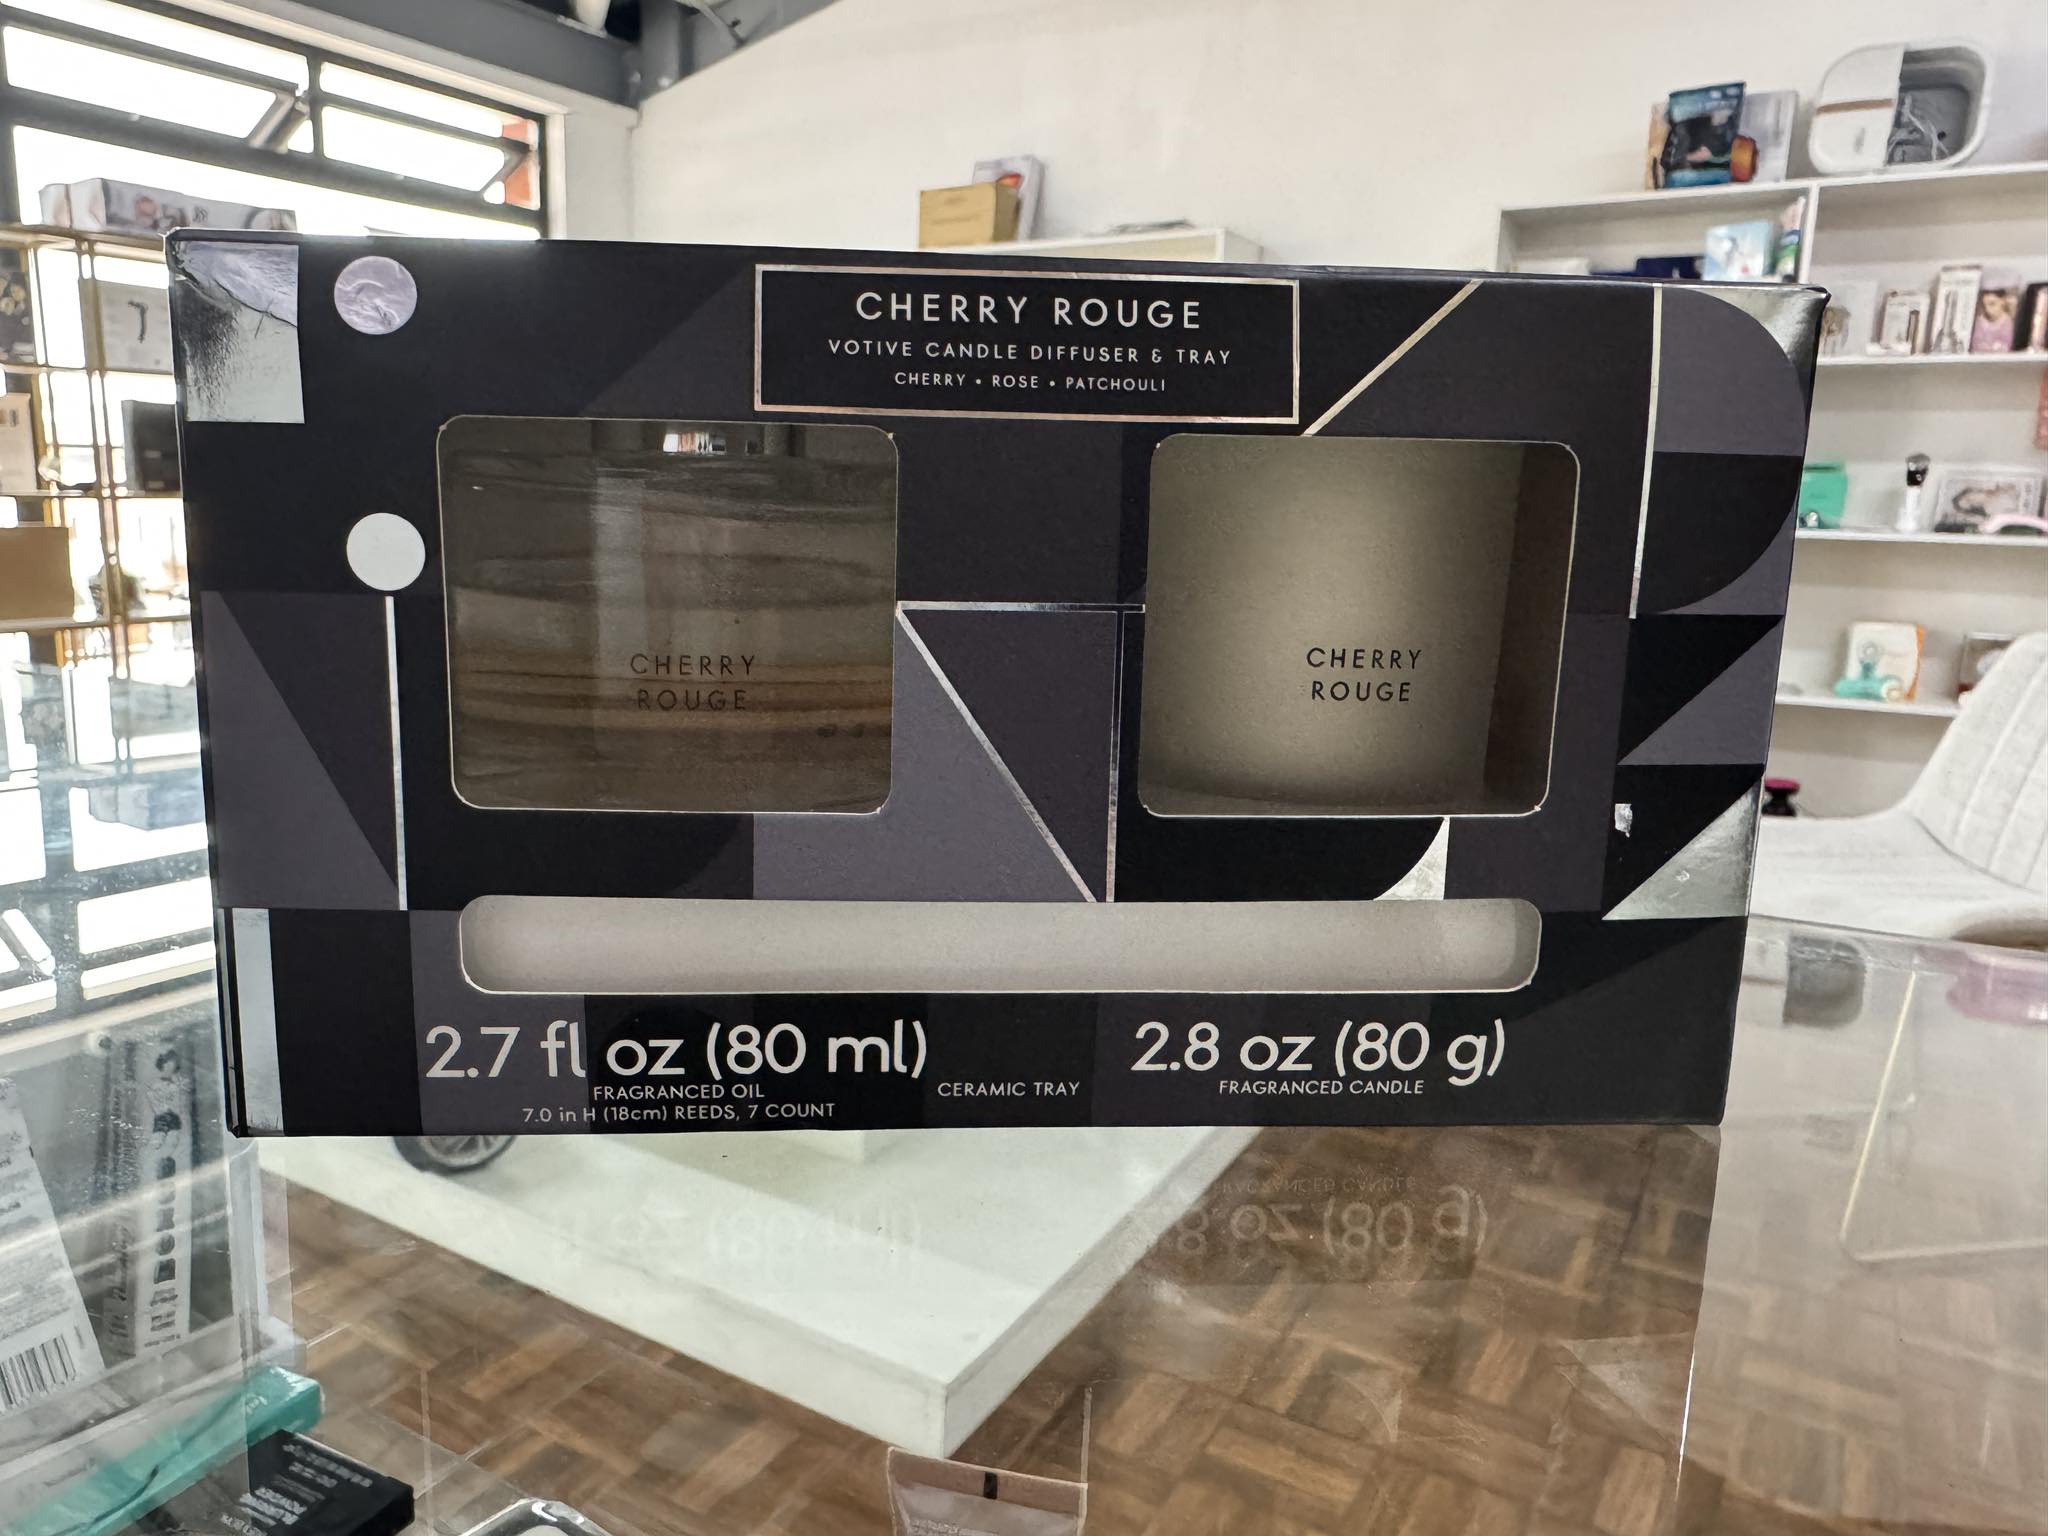 CHERRY ROUGE
VOTIVE CANDLE DIFFUSER & TRAY
CHERRY • ROSE • PATCHOULI
CHERRY
ROUGE
CHERRY
ROUGE
2.7 fl oz (80 ml)
FRAGRANCED OIL
7.0 in H (18cm) REEDS, 7 COUNT
CERAMIC TRAY
2.8 oz (80 g)
FRAGRANCED CANDLE